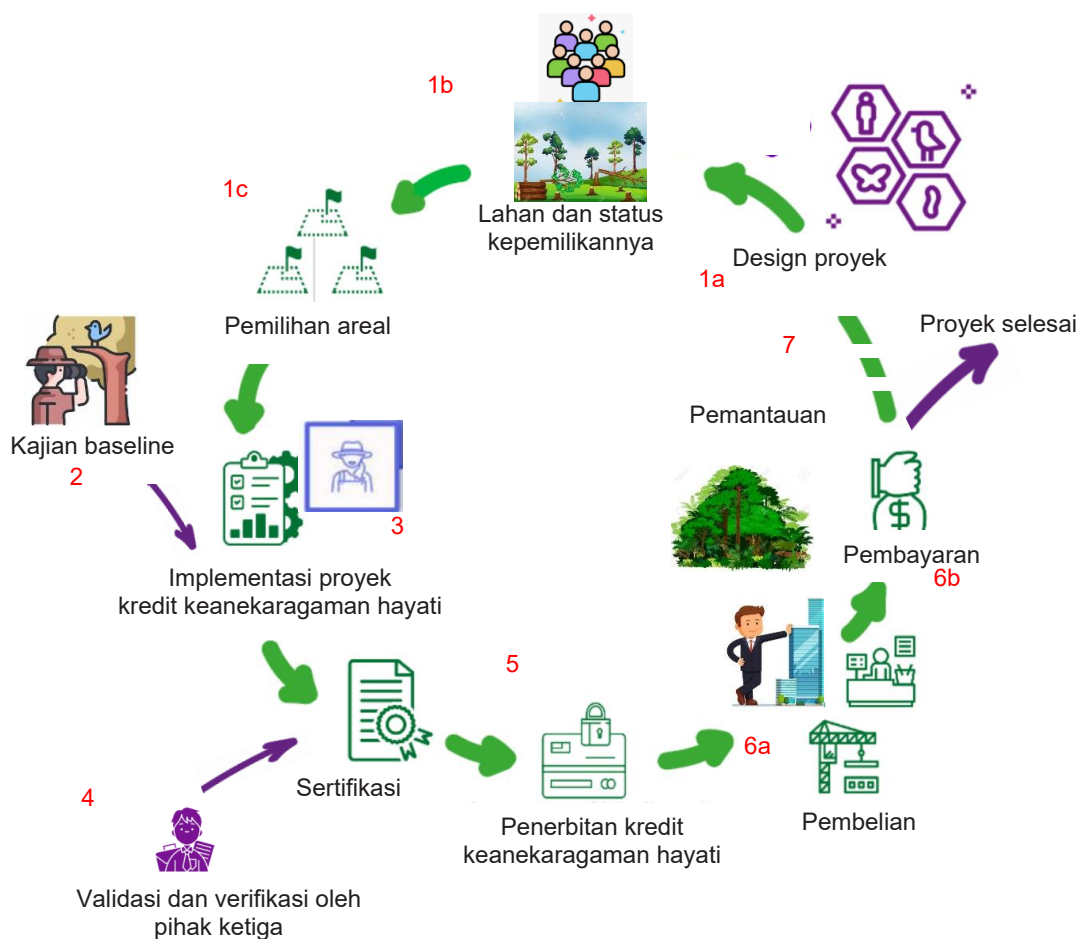 1b
Lahan dan status
kepemilikannya
1a
Design proyek
1c
Pemilihan areal
Kajian baseline
2
3
Implementasi proyek
kredit keanekaragaman hayati
4
Validasi dan verifikasi oleh
pihak ketiga
Sertifikasi
5
Penerbitan kredit
keanekaragaman hayati
6a
Pembelian
$
Pembayaran
6b
7
Pemantauan
Proyek selesai